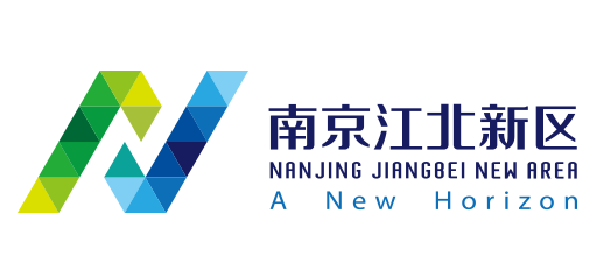 南京江北新区
NANJING JIANGBEI NEW AREA
A New Horizon